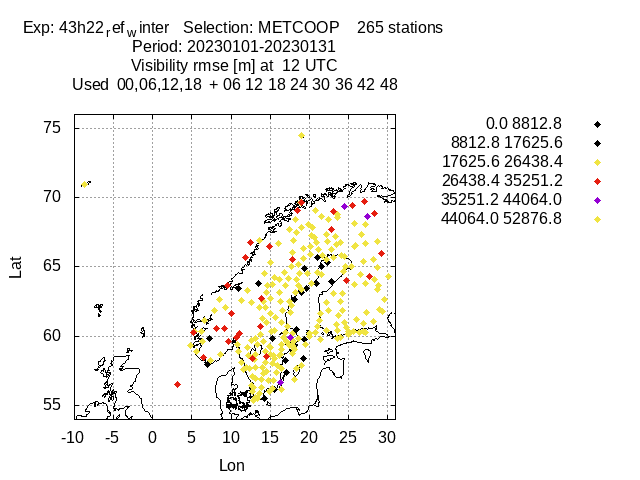 Exp: 43h22ref winter Selection: METCOOP 265 stations
Period: 20230101-20230131
Visibility rmse [m] at 12 UTC
Used 00,06,12,18 + 06 12 18 24 30 36 42 48
0.0 8812.8
8812.8 17625.6
17625.6 26438.4
26438.4 35251.2
35251.2 44064.0
44064.0 52876.8
75
70
65
60
55
Lat
-10 -5 0 5 10 15 20 25 30
Lon